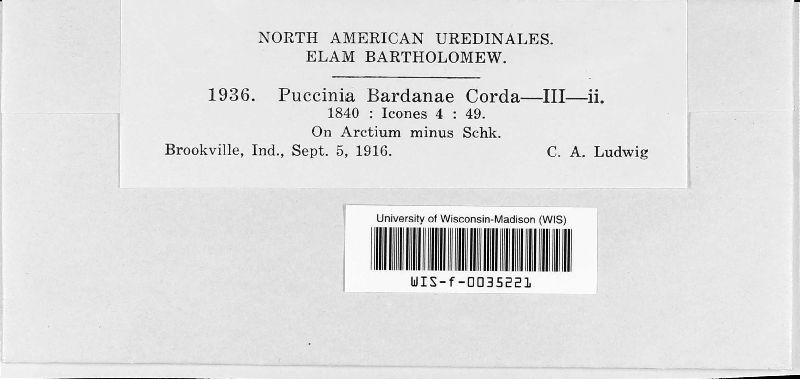 NORTH AMERICAN UREDINALES.
ELAM BARTHOLOMEW.
1936. Puccinia Bardanae Corda—III—ii.
1840 : Icones 4 : 49.
On Arctium minus Schk.
Brookville, Ind., Sept. 5, 1916. C. A. Ludwig
University of Wisconsin-Madison (WIS)
WIS-f-0035221